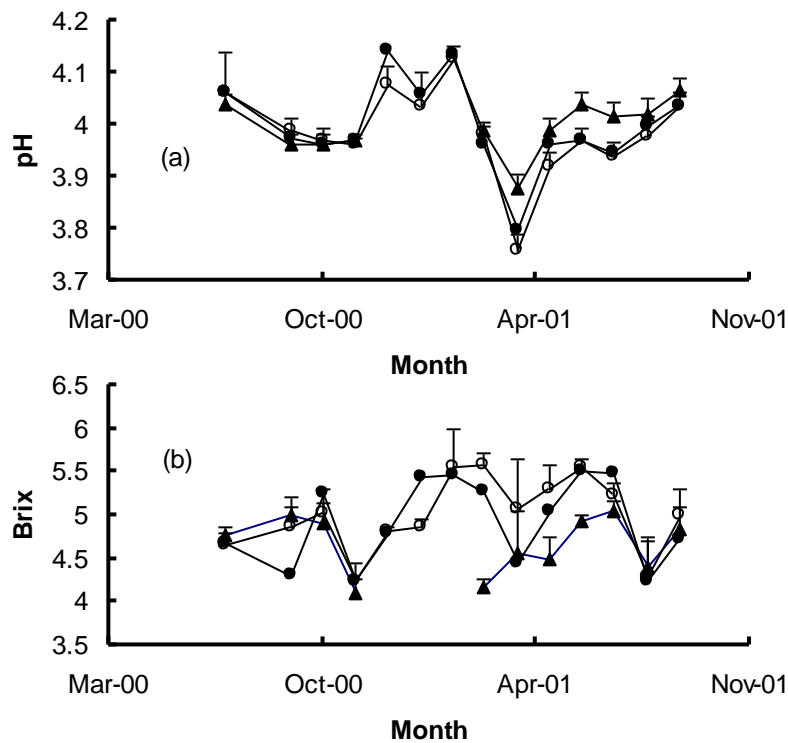 4.2
4.1
4
3.9
3.8
3.7
pH
(a)
Mar-00 Oct-00 Apr-01 Nov-01
Month
6.5
6
5.5
5
4.5
4
3.5
Brix
(b)
Mar-00 Oct-00 Apr-01 Nov-01
Month